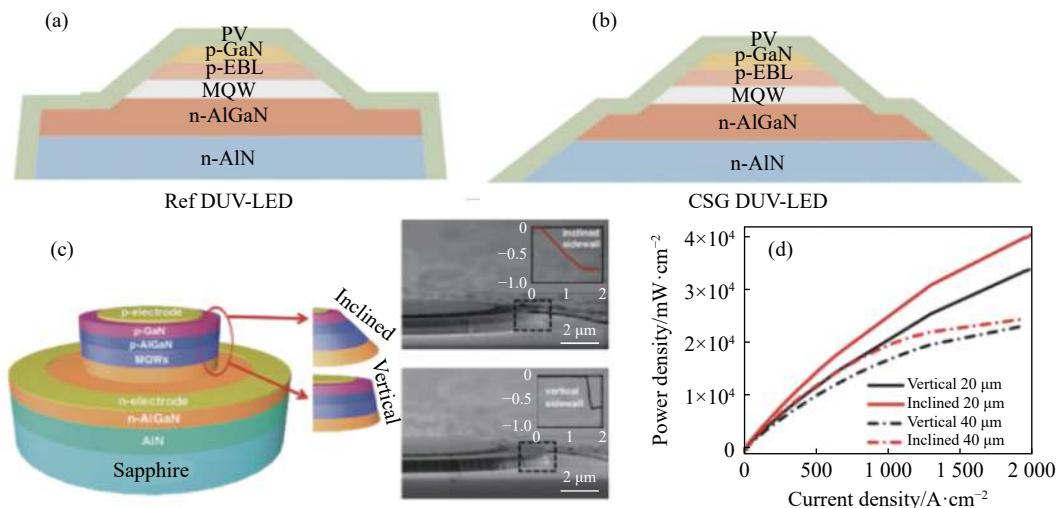 (a)
PV
p-GaN
p-EBL
MQW
n-AlGaN
n-AlN
Ref DUV-LED
(b)
PV
p-GaN
p-EBL
MQW
n-AlGaN
n-AlN
CSG DUV-LED
(c)
p-electrode
p-GaN
p-AlGaN
MQWs
n-electrode
n-AlGaN
AlN
Sapphire
Inclined
Vertical
0
−0.5
−1.0
0 1 2
inclined
sidewall
2 μm
0
−0.5
−1.0
0 1 2
vertical
sidewall
2 μm
(d)
Power density/mW·cm−2
4×10⁴
3×10⁴
2×10⁴
1×10⁴
0
0 500 1 000 1 500 2 000
Current density/A·cm−2
Vertical 20 μm
Inclined 20 μm
Vertical 40 μm
Inclined 40 μm